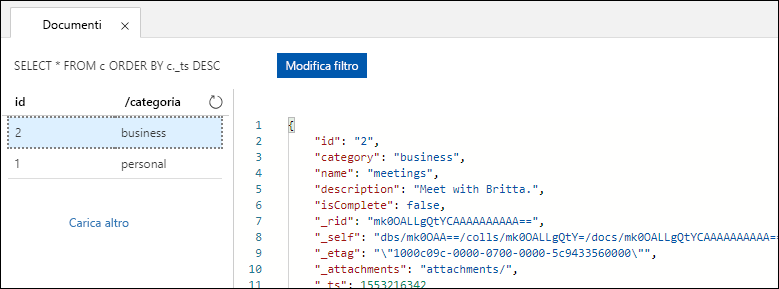 Documenti
SELECT * FROM c ORDER BY c._ts DESC
Modifica filtro
id /categoria
2 business
1 personal
Carica altro
1 {
2 "id": "2",
3 "category": "business",
4 "name": "meetings",
5 "description": "Meet with Britta.",
6 "isComplete": false,
7 "_rid": "mk0OALLgQtYCAAAAAAAAAA==",
8 "_self": "dbs/mk0OAA==/colls/mk0OALLgQtY=/docs/mk0OALLgQtYCAAAAAAAAAA==
9 "_etag": "\"1000c09c-0000-0700-0000-5c9433560000\"",
10 "_attachments": "attachments/",
11 "_ts": 1553216342